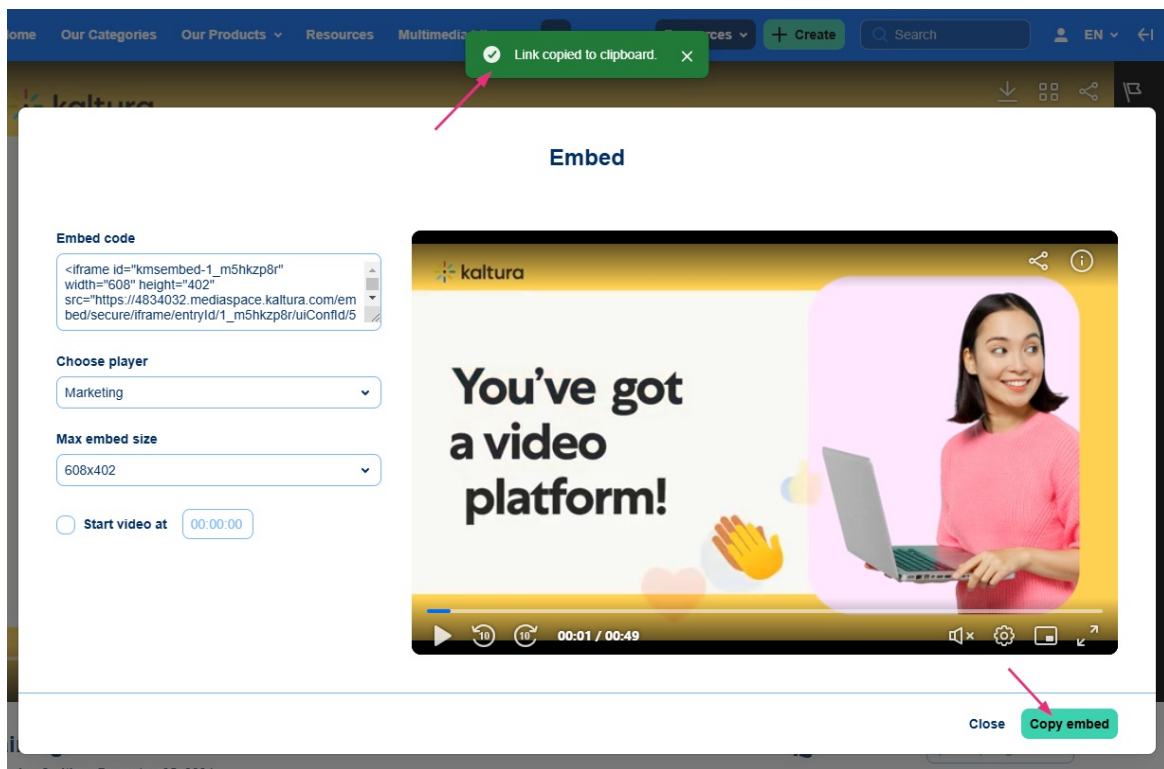 Our Categories
Our Products
Resources
Multimedia
+ Create
Search
EN
Link copied to clipboard.
kaltura
Embed
Embed code
<iframe id="kmsembed-1_m5hkzp8r"
width="608" height="402"
src="https://4834032.mediaspace.kaltura.com/em
bed/secure/iframe/entryId/1_m5hkzp8r/uiConfId/5
Choose player
Marketing
Max embed size
608x402
Start video at
00:00:00
kaltura
You've got
a video
platform!
10
10
00:01 / 00:49
Close
Copy embed